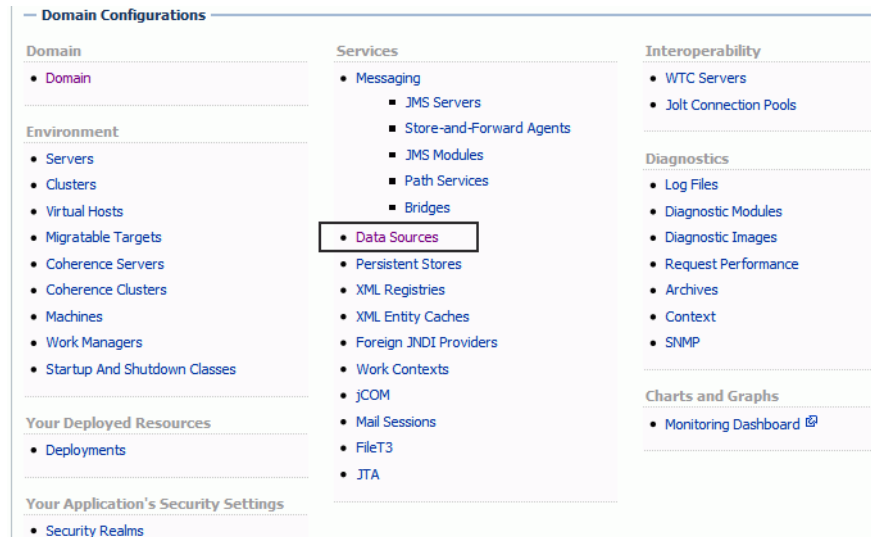 Domain Configurations
Domain
Domain
Environment
Servers
Clusters
Virtual Hosts
Migratable Targets
Coherence Servers
Coherence Clusters
Machines
Work Managers
Startup And Shutdown Classes
Your Deployed Resources
Deployments
Your Application's Security Settings
Security Realms
Services
Messaging
JMS Servers
Store-and-Forward Agents
JMS Modules
Path Services
Bridges
Data Sources
Persistent Stores
XML Registries
XML Entity Caches
Foreign JNDI Providers
Work Contexts
jCOM
Mail Sessions
FileT3
JTA
Interoperability
WTC Servers
Jolt Connection Pools
Diagnostics
Log Files
Diagnostic Modules
Diagnostic Images
Request Performance
Archives
Context
SNMP
Charts and Graphs
Monitoring Dashboard